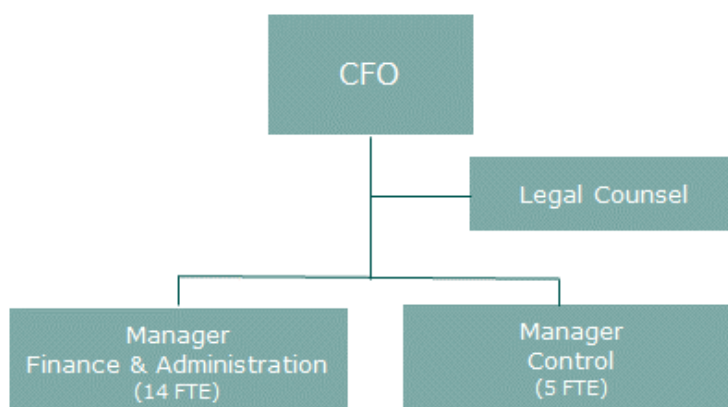 CFO
Legal Counsel
Manager
Finance & Administration
(14 FTE)
Manager
Control
(5 FTE)